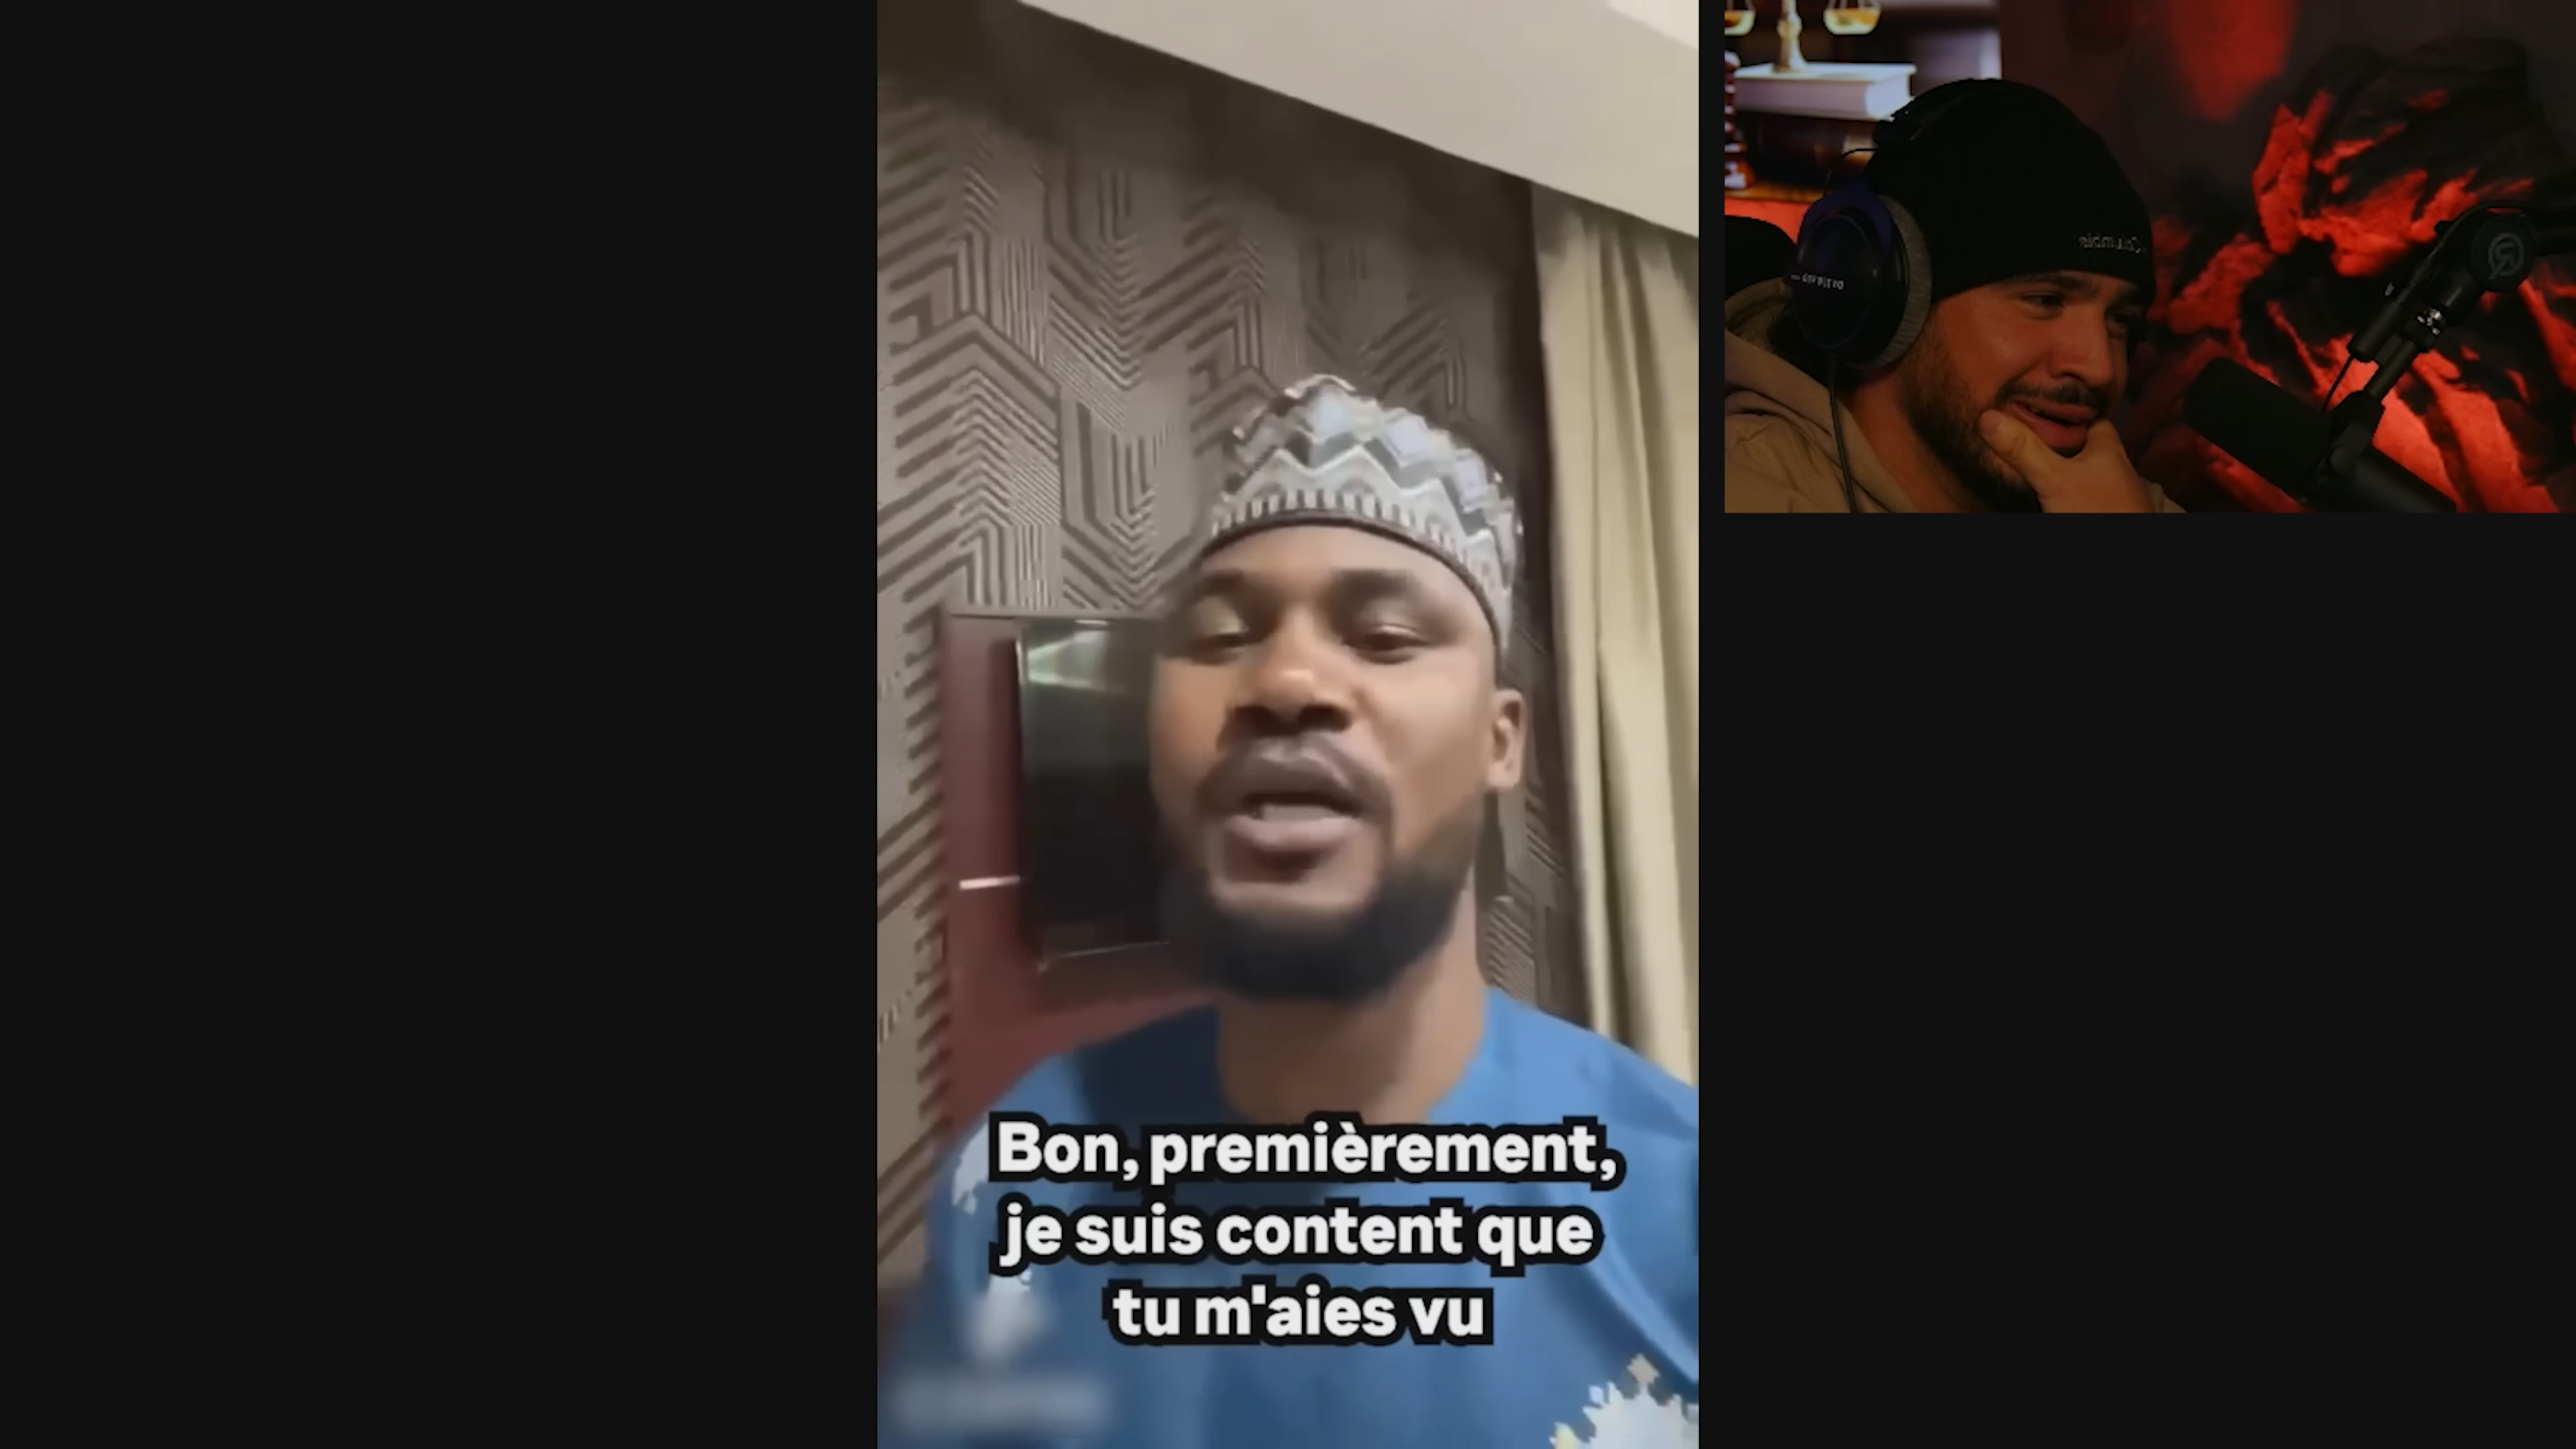 Bon, premièrement,
je suis content que
tu m'aies vu